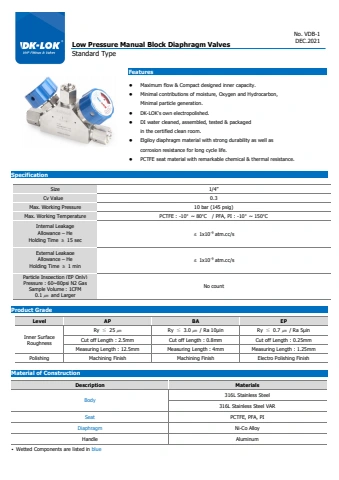 DK-LOK
UHP Fittings & Valves
No. VDB-1
DEC.2021
Low Pressure Manual Block Diaphragm Valves
Standard Type
Features
● Maximum flow & Compact designed inner capacity.
● Minimal contributions of moisture, Oxygen and Hydrocarbon,
Minimal particle generation.
● DK-LOK's own electropolished.
● DI water cleaned, assembled, tested & packaged
in the certified clean room.
● Elgiloy diaphragm material with strong durability as well as
corrosion resistance for long cycle life.
● PCTFE seat material with remarkable chemical & thermal resistance.
Specification
Size 1/4"
Cv Value 0.3
Max. Working Pressure 10 bar (145 psig)
Max. Working Temperature PCTFE : -10° ~ 80°C / PFA, PI : -10° ~ 150°C
Internal Leakage
Allowance – He
Holding Time ≥ 15 sec
≤ 1x10⁻⁹ atm.cc/s
External Leakage
Allowance – He
Holding Time ≥ 1 min
≤ 1x10⁻⁹ atm.cc/s
Particle Inspection (EP Only)
Pressure : 60~80psi N2 Gas
Sample Volume : 1CFM
0.1 ㎛ and Larger
No count
Product Grade
Level AP BA EP
Inner Surface
Roughness
Ry ≤ 25 ㎛ Ry ≤ 3.0 ㎛ / Ra 10μin Ry ≤ 0.7 ㎛ / Ra 5μin
Cut off Length : 2.5mm Cut off Length : 0.8mm Cut off Length : 0.25mm
Measuring Length : 12.5mm Measuring Length : 4mm Measuring Length : 1.25mm
Polishing Machining Finish Machining Finish Electro Polishing Finish
Material of Construction
Description Materials
Body
316L Stainless Steel
316L Stainless Steel VAR
Seat PCTFE, PFA, PI
Diaphragm Ni-Co Alloy
Handle Aluminum
• Wetted Components are listed in blue